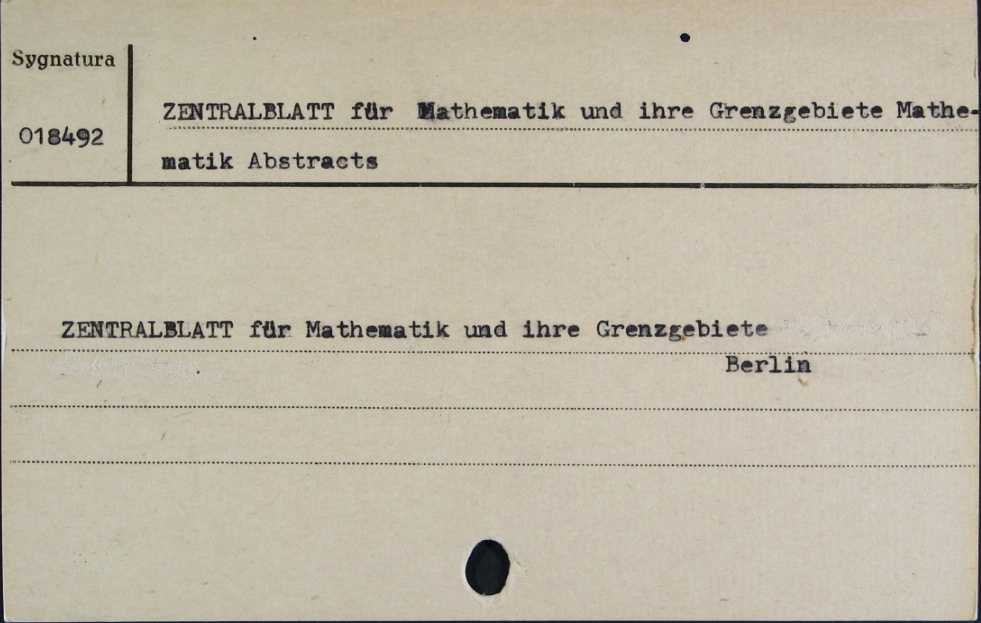 Sygnatura
018492
ZENTRALBLATT für Mathematik und ihre Grenzgebiete Mathe-
matik Abstracts
ZENTRALBLATT für Mathematik und ihre Grenzgebiete
Berlin